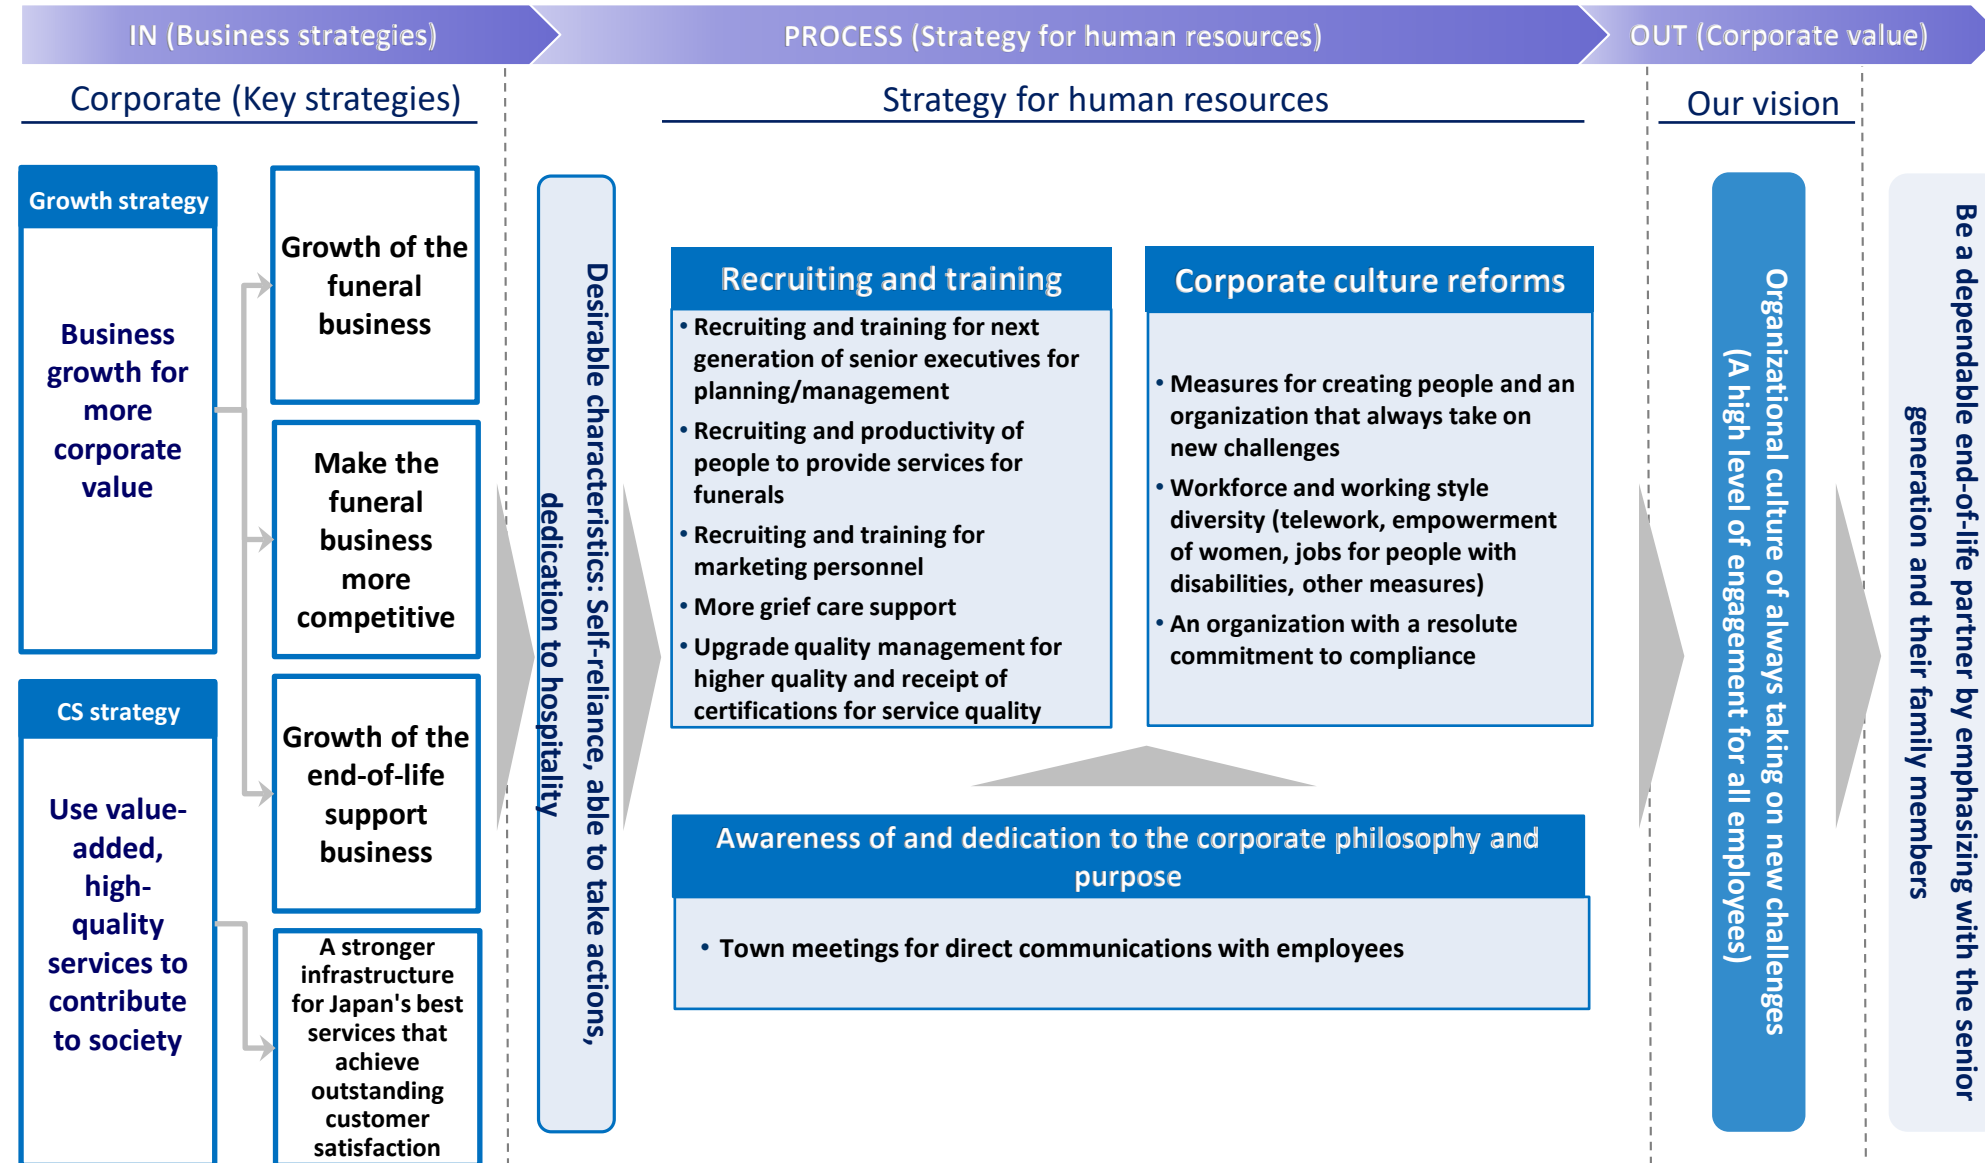 IN (Business strategies)
PROCESS (Strategy for human resources)
OUT (Corporate value)
Corporate (Key strategies)
Strategy for human resources
Our vision
Growth strategy
Business
growth for
more
corporate
value
CS strategy
Use value-
added,
high-
quality
services to
contribute
to society
Growth of the
funeral
business
Make the
funeral
business
more
competitive
Growth of the
end-of-life
support
business
A stronger
infrastructure
for Japan's best
services that
achieve
outstanding
customer
satisfaction
Desirable characteristics: Self-reliance, able to take actions,
dedication to hospitality
Recruiting and training
• Recruiting and training for next
generation of senior executives for
planning/management
• Recruiting and productivity of
people to provide services for
funerals
• Recruiting and training for
marketing personnel
• More grief care support
• Upgrade quality management for
higher quality and receipt of
certifications for service quality
Corporate culture reforms
• Measures for creating people and an
organization that always take on
new challenges
• Workforce and working style
diversity (telework, empowerment
of women, jobs for people with
disabilities, other measures)
• An organization with a resolute
commitment to compliance
Awareness of and dedication to the corporate philosophy and
purpose
• Town meetings for direct communications with employees
Organizational culture of always taking on new challenges
(A high level of engagement for all employees)
Be a dependable end-of-life partner by emphasizing with the senior
generation and their family members